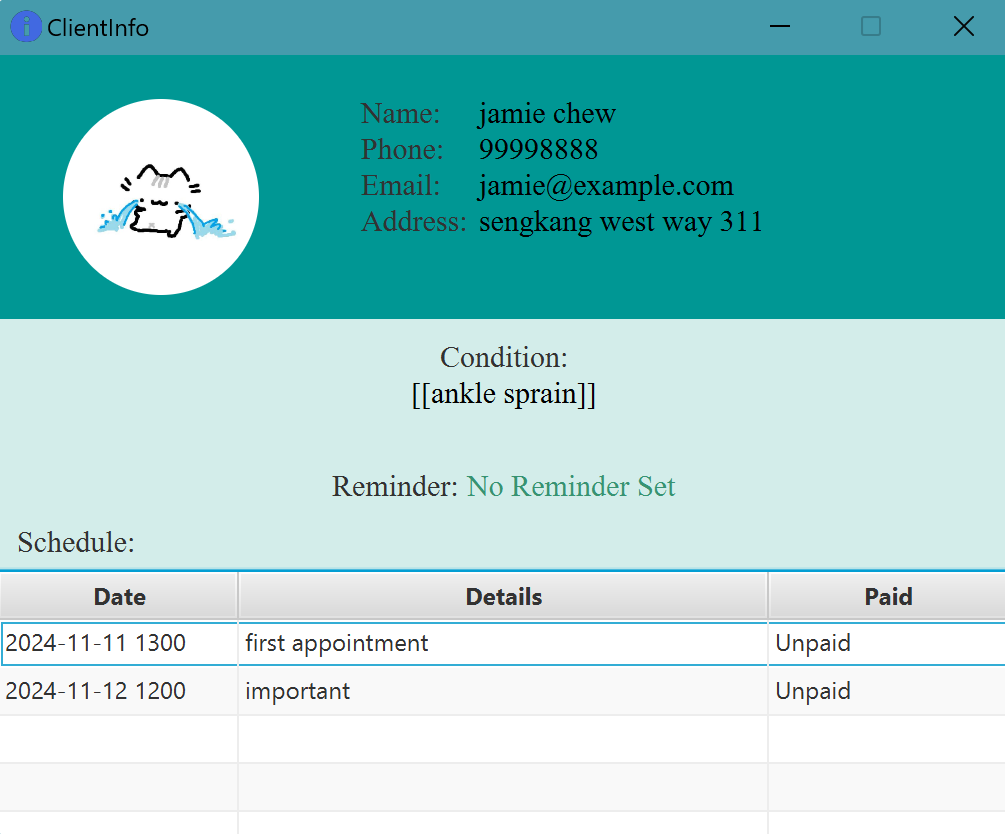 ClientInfo
Name: jamie chew
Phone: 99998888
Email: jamie@example.com
Address: sengkang west way 311
Condition:
[[ankle sprain]]
Reminder: No Reminder Set
Schedule:
Date Details Paid
2024-11-11 1300 first appointment Unpaid
2024-11-12 1200 important Unpaid